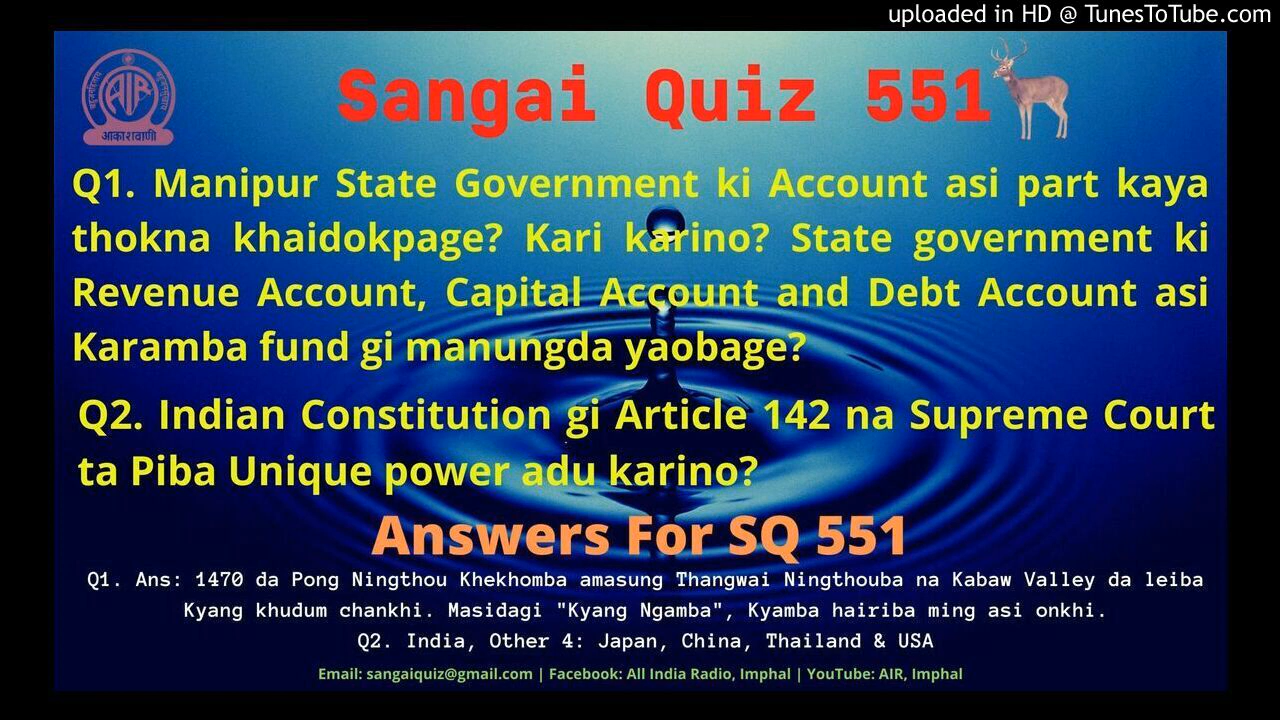 uploaded in HD @ TunesToTube.com
AIR
आकाशवाणी
Sangai Quiz 551
Q1. Manipur State Government ki Account asi part kaya
thokna khaidokpage? Kari karino? State government ki
Revenue Account, Capital Account and Debt Account asi
Karamba fund gi manungda yaobage?
Q2. Indian Constitution gi Article 142 na Supreme Court
ta Piba Unique power adu karino?
Answers For SQ 551
Q1. Ans: 1470 da Pong Ningthou Khekhomba amasung Thangwai Ningthouba na Kabaw Valley da leiba
Kyang khudum chankhi. Masidagi "Kyang Ngamba", Kyamba hairiba ming asi onkhi.
Q2. India, Other 4: Japan, China, Thailand & USA
Email: sangaiquiz@gmail.com | Facebook: All India Radio, Imphal | YouTube: AIR, Imphal